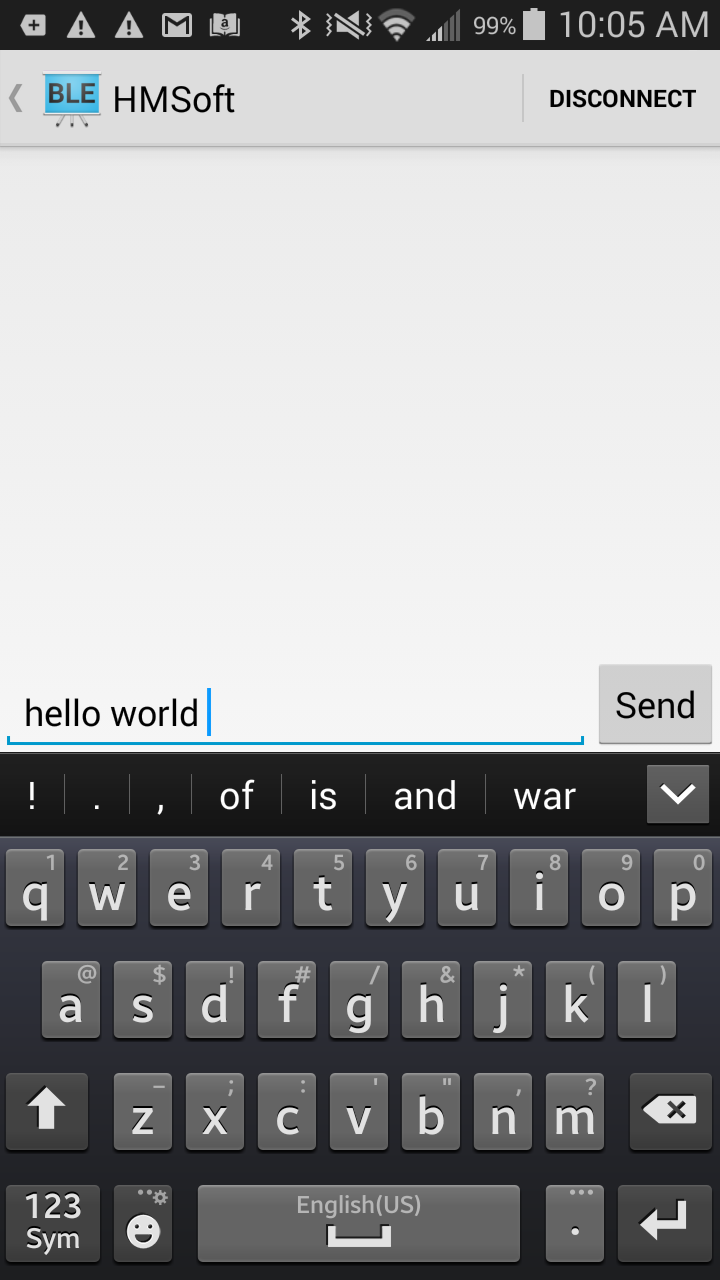 99% 10:05 AM
BLE HMSoft DISCONNECT
hello world
Send
! . , of is and war
1 2 3 4 5 6 7 8 9 0
q w e r t y u i o p
@ $ ! # / & * ( )
a s d f g h j k l
– ; : ' " , ?
z x c v b n m
123
Sym
English(US)
.